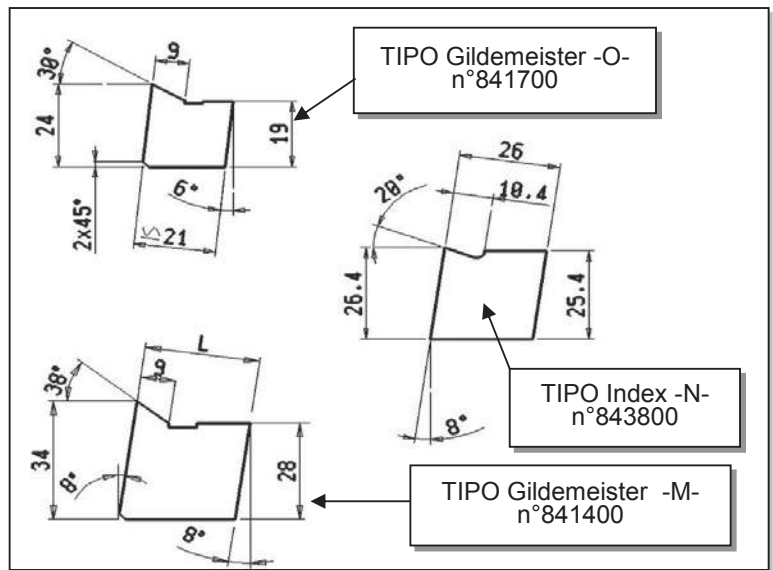 TIPO Gildemeister -O-
n°841700
30°
9
24
19
2x45°
6°
≤21
26
10.4
20°
26.4
25.4
8°
TIPO Index -N-
n°843800
L
9
38°
34
28
8°
8°
TIPO Gildemeister -M-
n°841400